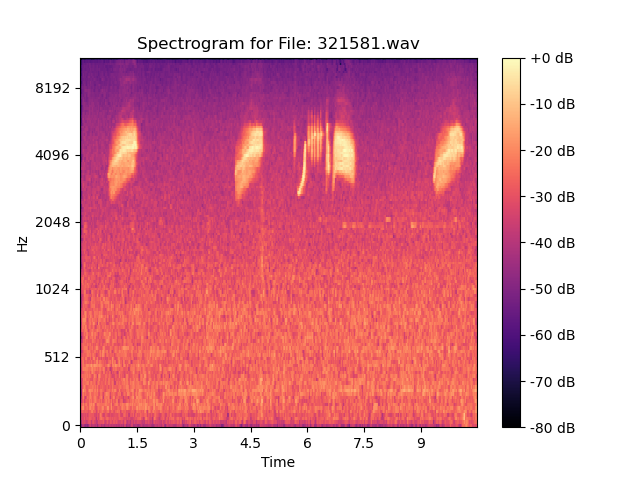 Spectrogram for File: 321581.wav
8192
4096
2048
1024
512
0
Hz
0 1.5 3 4.5 6 7.5 9
Time
+0 dB
-10 dB
-20 dB
-30 dB
-40 dB
-50 dB
-60 dB
-70 dB
-80 dB